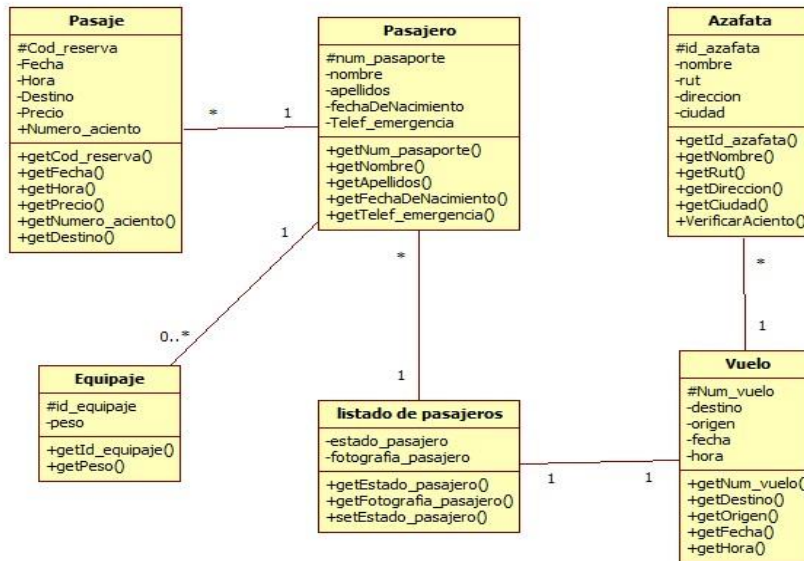 Pasaje
#Cod_reserva
-Fecha
-Hora
-Destino
-Precio
+Numero_aciento
+getCod_reserva()
+getFecha()
+getHora()
+getPrecio()
+getNumero_aciento()
+getDestino()
*
1
Pasajero
#num_pasaporte
-nombre
-apellidos
-fechaDeNacimiento
-Telef_emergencia
+getNum_pasaporte()
+getNombre()
+getApellidos()
+getFechaDeNacimiento()
+getTelef_emergencia()
Azafata
#id_azafata
-nombre
-rut
-direccion
-ciudad
+getId_azafata()
+getNombre()
+getRut()
+getDireccion()
+getCiudad()
+VerificarAciento()
1
0..*
*
1
*
1
Equipaje
#id_equipaje
-peso
+getId_equipaje()
+getPeso()
listado de pasajeros
-estado_pasajero
-fotografia_pasajero
+getEstado_pasajero()
+getFotografia_pasajero()
+setEstado_pasajero()
1
1
Vuelo
#Num_vuelo
-destino
-origen
-fecha
-hora
+getNum_vuelo()
+getDestino()
+getOrigen()
+getFecha()
+getHora()